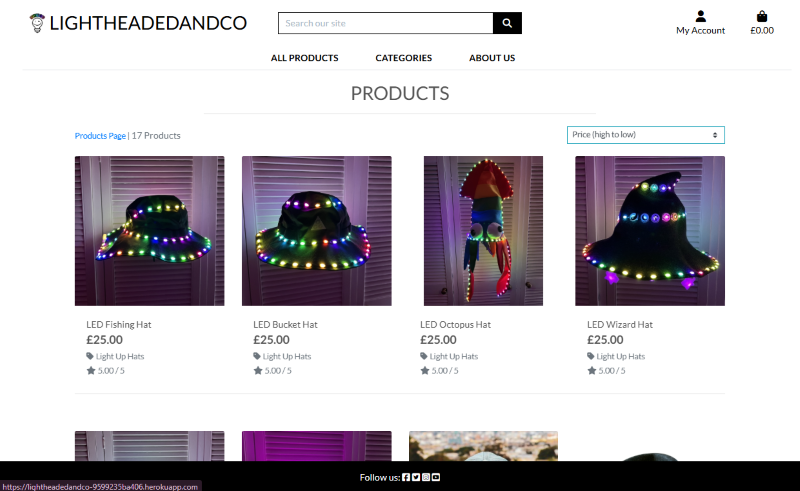 LIGHTHEADEDANDCO
Search our site
My Account
£0.00
ALL PRODUCTS
CATEGORIES
ABOUT US
PRODUCTS
Products Page | 17 Products
Price (high to low)
LED Fishing Hat
£25.00
Light Up Hats
5.00 / 5
LED Bucket Hat
£25.00
Light Up Hats
5.00 / 5
LED Octopus Hat
£25.00
Light Up Hats
5.00 / 5
LED Wizard Hat
£25.00
Light Up Hats
5.00 / 5
Follow us:
https://lightheadedandco-9599235ba406.herokuapp.com